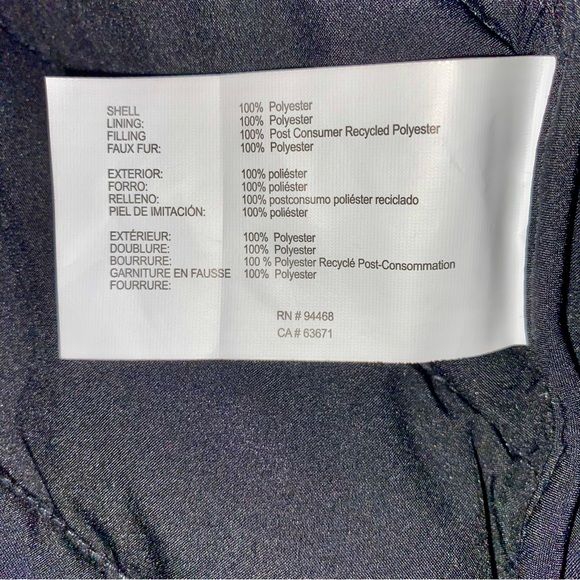 SHELL 100% Polyester
LINING: 100% Polyester
FILLING 100% Post Consumer Recycled Polyester
FAUX FUR: 100% Polyester
EXTERIOR: 100% poliéster
FORRO: 100% poliéster
RELLENO: 100% postconsumo poliéster reciclado
PIEL DE IMITACIÓN: 100% poliéster
EXTÉRIEUR: 100% Polyester
DOUBLURE: 100% Polyester
BOURRURE: 100 % Polyester Recyclé Post-Consommation
GARNITURE EN FAUSSE 100% Polyester
FOURRURE:
RN # 94468
CA # 63671